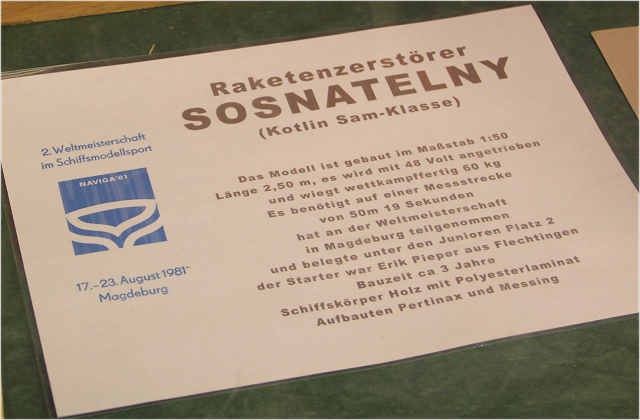 Raketenzerstörer
SOSNATELNY
(Kotlin Sam-Klasse)
2. Weltmeisterschaft
im Schiffsmodellsport
NAVIGA'81
17.–23. August 1981
Magdeburg
Das Modell ist gebaut im Maßstab 1:50
Länge 2,50 m, es wird mit 48 Volt angetrieben
und wiegt wettkampffertig 60 kg
Es benötigt auf einer Messstrecke
von 50m 19 Sekunden
hat an der Weltmeisterschaft
in Magdeburg teilgenommen
und belegte unter den Junioren Platz 2
der Starter war Erik Pieper aus Flechtingen
Bauzeit ca 3 Jahre
Schiffskörper Holz mit Polyesterlaminat
Aufbauten Pertinax und Messing